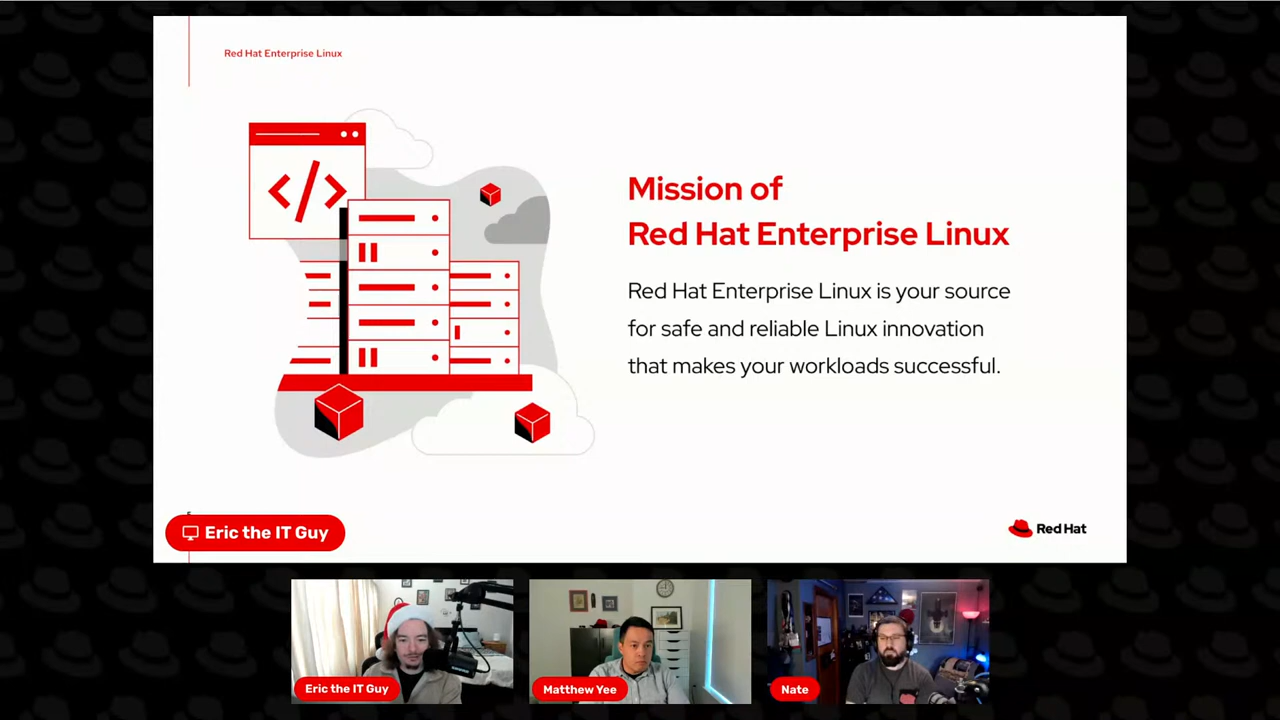 Red Hat Enterprise Linux
</>
Mission of
Red Hat Enterprise Linux
Red Hat Enterprise Linux is your source
for safe and reliable Linux innovation
that makes your workloads successful.
Eric the IT Guy
Red Hat
Eric the IT Guy
Matthew Yee
Nate